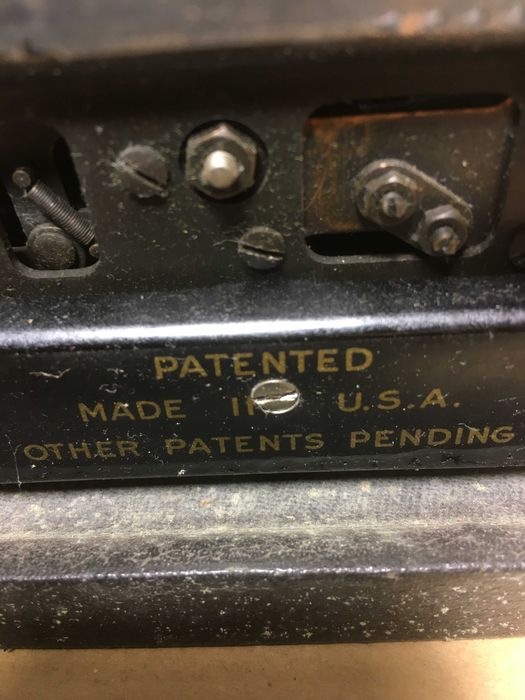 PATENTED
MADE IN U.S.A.
OTHER PATENTS PENDING